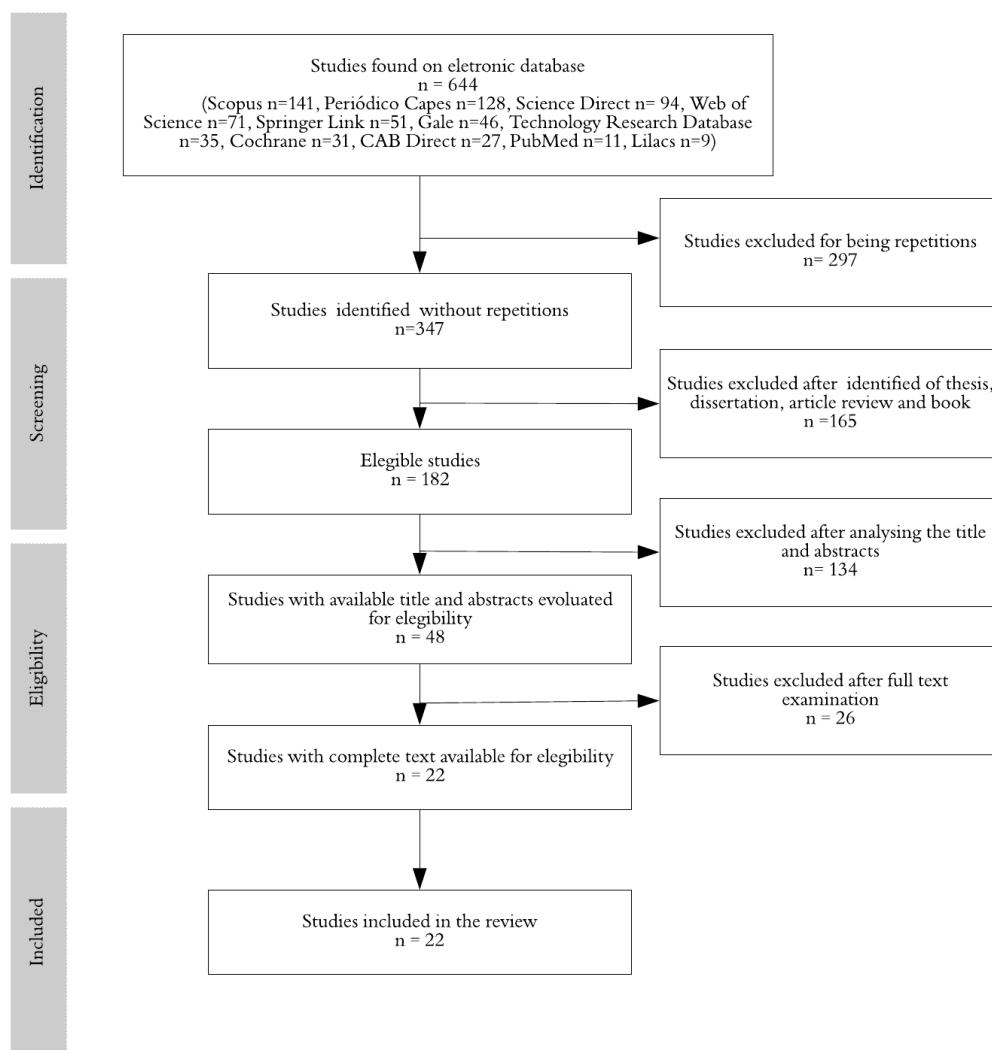 Identification
Studies found on eletronic database
n = 644
(Scopus n=141, Periódico Capes n=128, Science Direct n= 94, Web of
Science n=71, Springer Link n=51, Gale n=46, Technology Research Database
n=35, Cochrane n=31, CAB Direct n=27, PubMed n=11, Lilacs n=9)
Studies excluded for being repetitions
n= 297
Screening
Studies identified without repetitions
n=347
Studies excluded after identified of thesis,
dissertation, article review and book
n =165
Elegible studies
n = 182
Studies excluded after analysing the title
and abstracts
n= 134
Eligibility
Studies with available title and abstracts evoluated
for elegibility
n = 48
Studies excluded after full text
examination
n = 26
Studies with complete text available for elegibility
n = 22
Included
Studies included in the review
n = 22